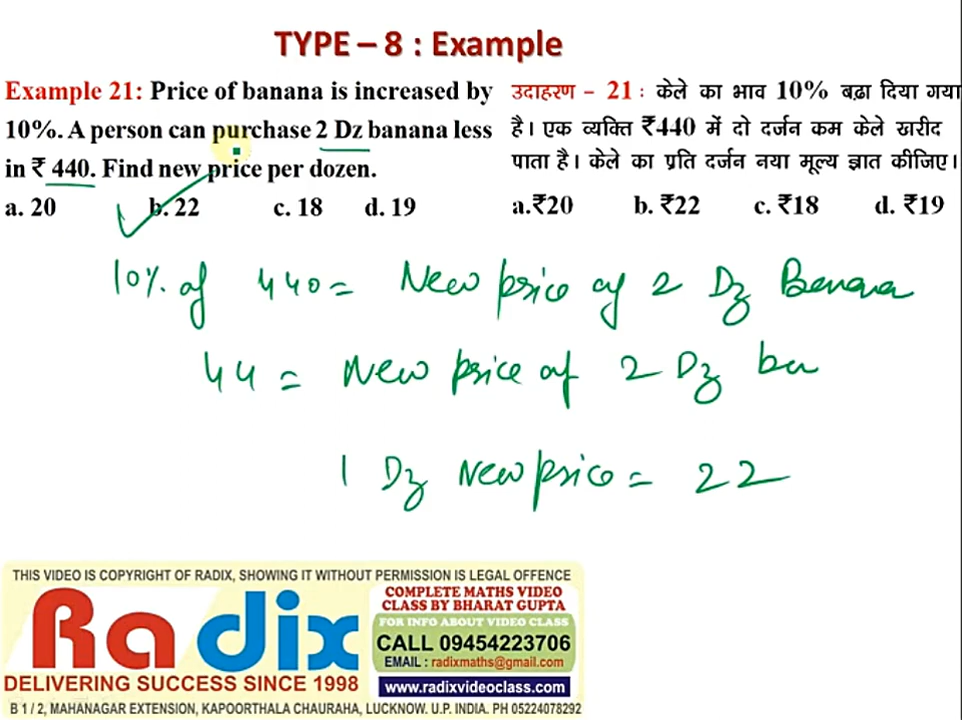 TYPE – 8 : Example
Example 21: Price of banana is increased by
10%. A person can purchase 2 Dz banana less
in ₹ 440. Find new price per dozen.
a. 20 b. 22 c. 18 d. 19
उदाहरण – 21 : केले का भाव 10% बढ़ा दिया गया
है। एक व्यक्ति ₹440 में दो दर्जन कम केले खरीद
पाता है। केले का प्रति दर्जन नया मूल्य ज्ञात कीजिए।
a.₹20 b. ₹22 c. ₹18 d. ₹19
10% of 440 = New price of 2 Dz Banana
44 = New price of 2 Dz ba
1 Dz New price = 22
THIS VIDEO IS COPYRIGHT OF RADIX, SHOWING IT WITHOUT PERMISSION IS LEGAL OFFENCE
Radix
DELIVERING SUCCESS SINCE 1998
COMPLETE MATHS VIDEO
CLASS BY BHARAT GUPTA
FOR INFO ABOUT VIDEO CLASS
CALL 09454223706
EMAIL : radixmaths@gmail.com
www.radixvideoclass.com
B 1 / 2, MAHANAGAR EXTENSION, KAPOORTHALA CHAURAHA, LUCKNOW. U.P. INDIA. PH 05224078292